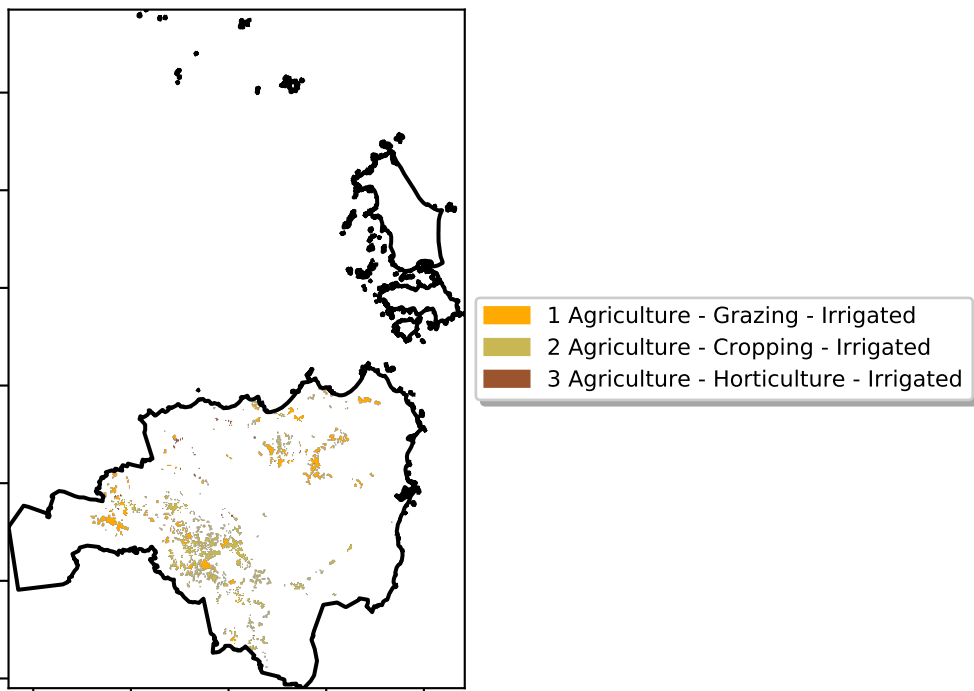 1 Agriculture - Grazing - Irrigated
2 Agriculture - Cropping - Irrigated
3 Agriculture - Horticulture - Irrigated